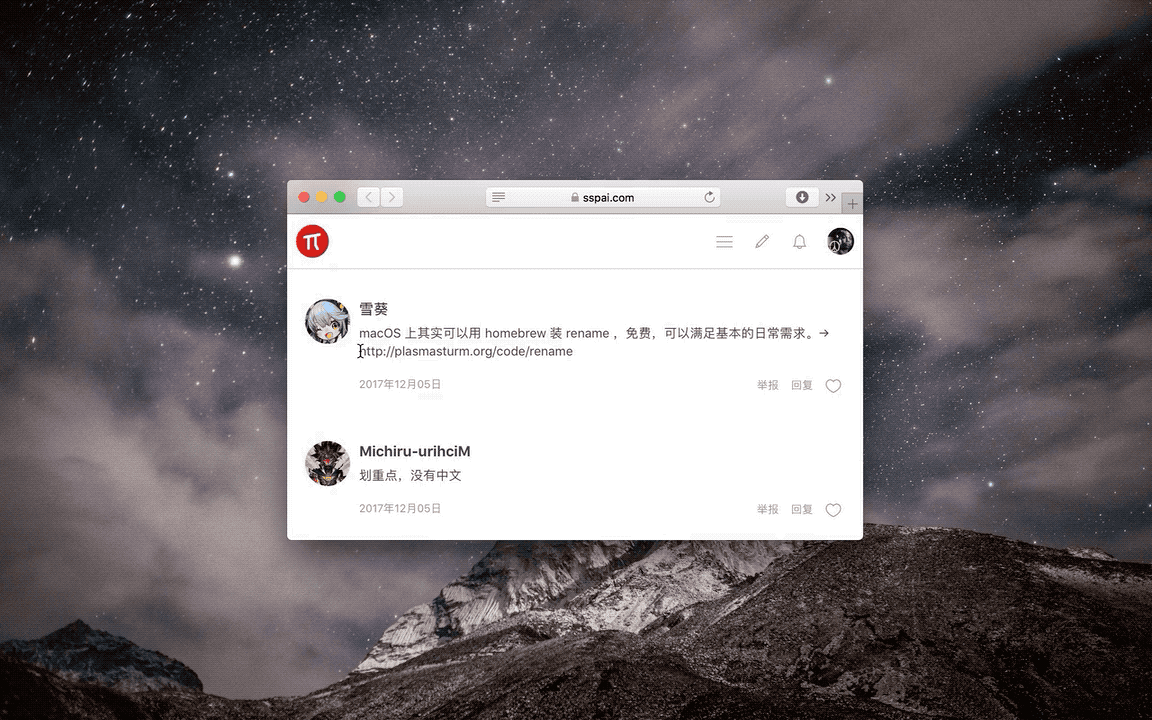 sspai.com
雪葵
macOS 上其实可以用 homebrew 装 rename ，免费，可以满足基本的日常需求。→
http://plasmasturm.org/code/rename
2017年12月05日 举报 回复
Michiru-urihciM
划重点，没有中文
2017年12月05日 举报 回复